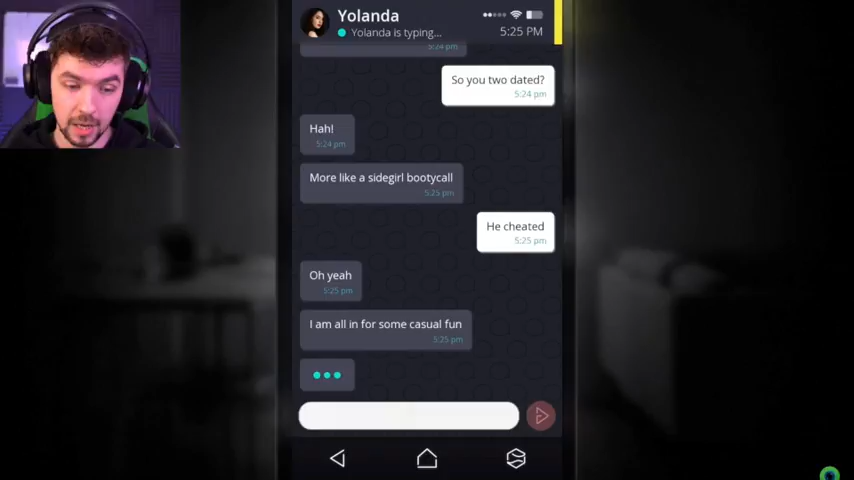 Yolanda
Yolanda is typing...
5:25 PM
5:24 pm
So you two dated?
5:24 pm
Hah!
5:24 pm
More like a sidegirl bootycall
5:25 pm
He cheated
5:25 pm
Oh yeah
5:25 pm
I am all in for some casual fun
5:25 pm